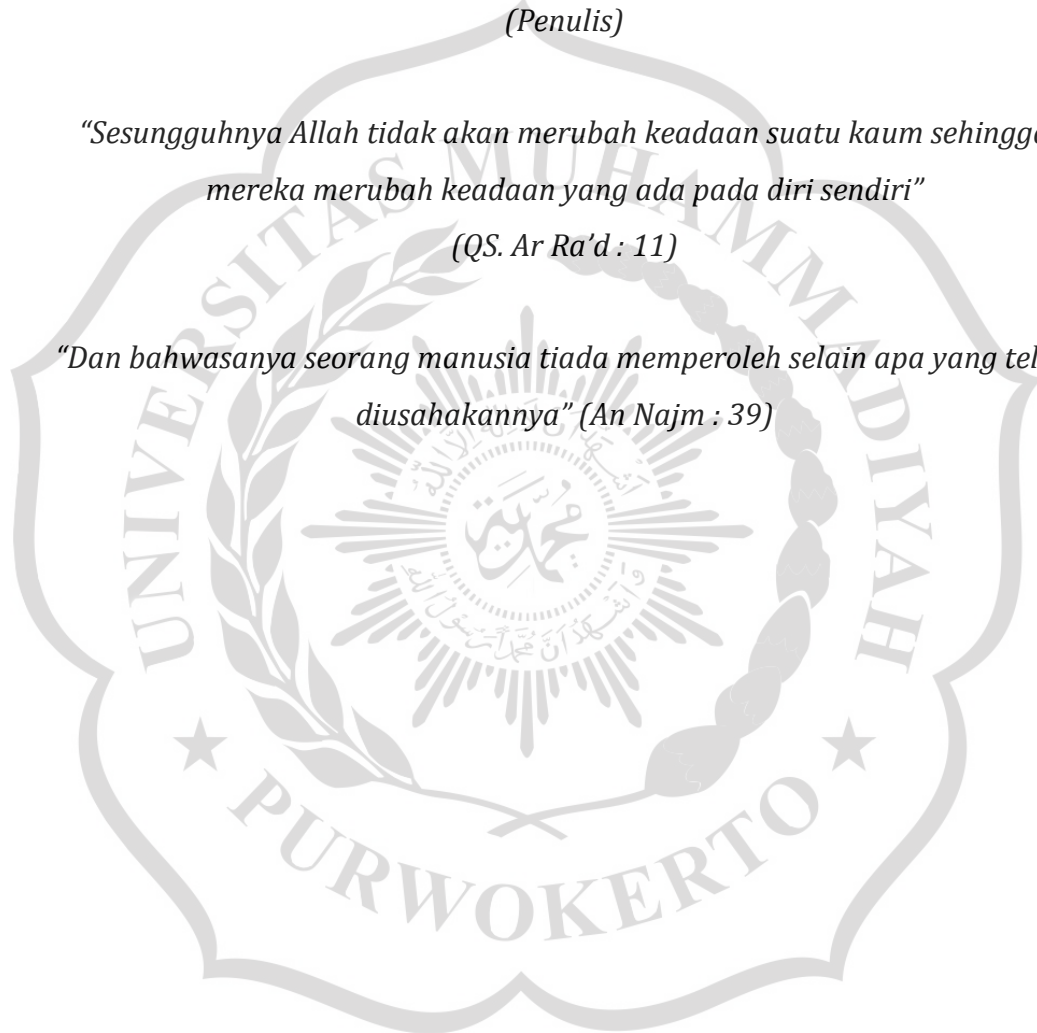 (Penulis)
“Sesungguhnya Allah tidak akan merubah keadaan suatu kaum sehingga
mereka merubah keadaan yang ada pada diri sendiri”
(QS. Ar Ra’d : 11)
“Dan bahwasanya seorang manusia tiada memperoleh selain apa yang
diusahakannya” (An Najm : 39)
UNIVERSITAS MUHAMMADIYAH
PURWOKERTO